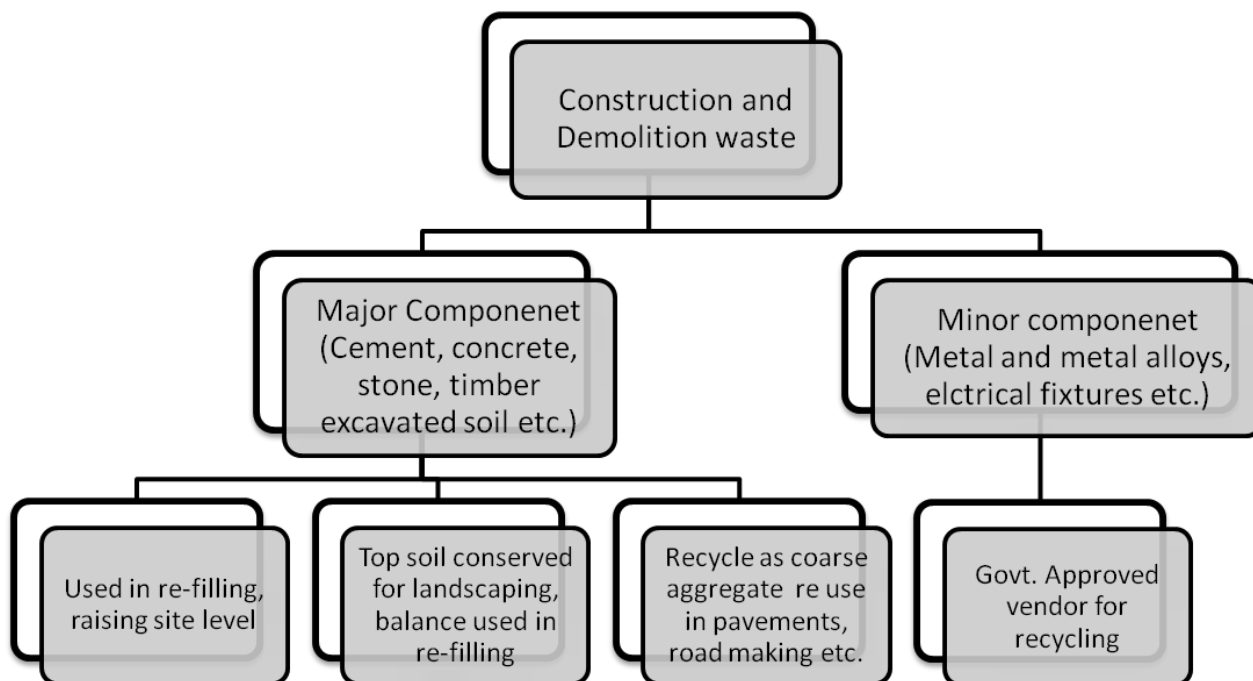 Construction and
Demolition waste
Major Componenet
(Cement, concrete,
stone, timber
excavated soil etc.)
Minor componenet
(Metal and metal alloys,
elctrical fixtures etc.)
Used in re-filling,
raising site level
Top soil conserved
for landscaping,
balance used in
re-filling
Recycle as coarse
aggregate re use
in pavements,
road making etc.
Govt. Approved
vendor for
recycling